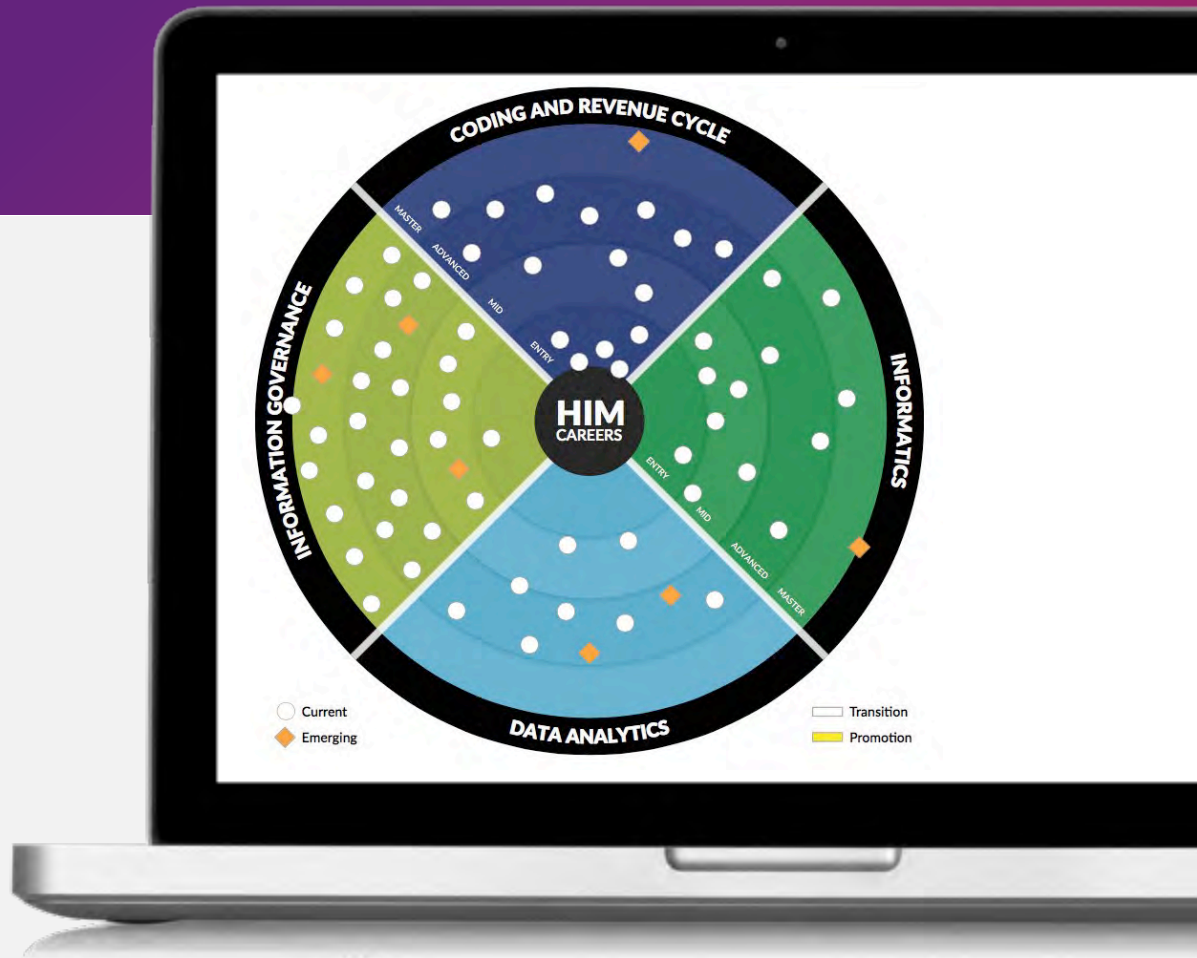 CODING AND REVENUE CYCLE
MASTER
ADVANCED
MID
ENTRY
INFORMATION GOVERNANCE
HIM
CAREERS
INFORMATICS
ENTRY
MID
ADVANCED
MASTER
DATA ANALYTICS
Current
Emerging
Transition
Promotion